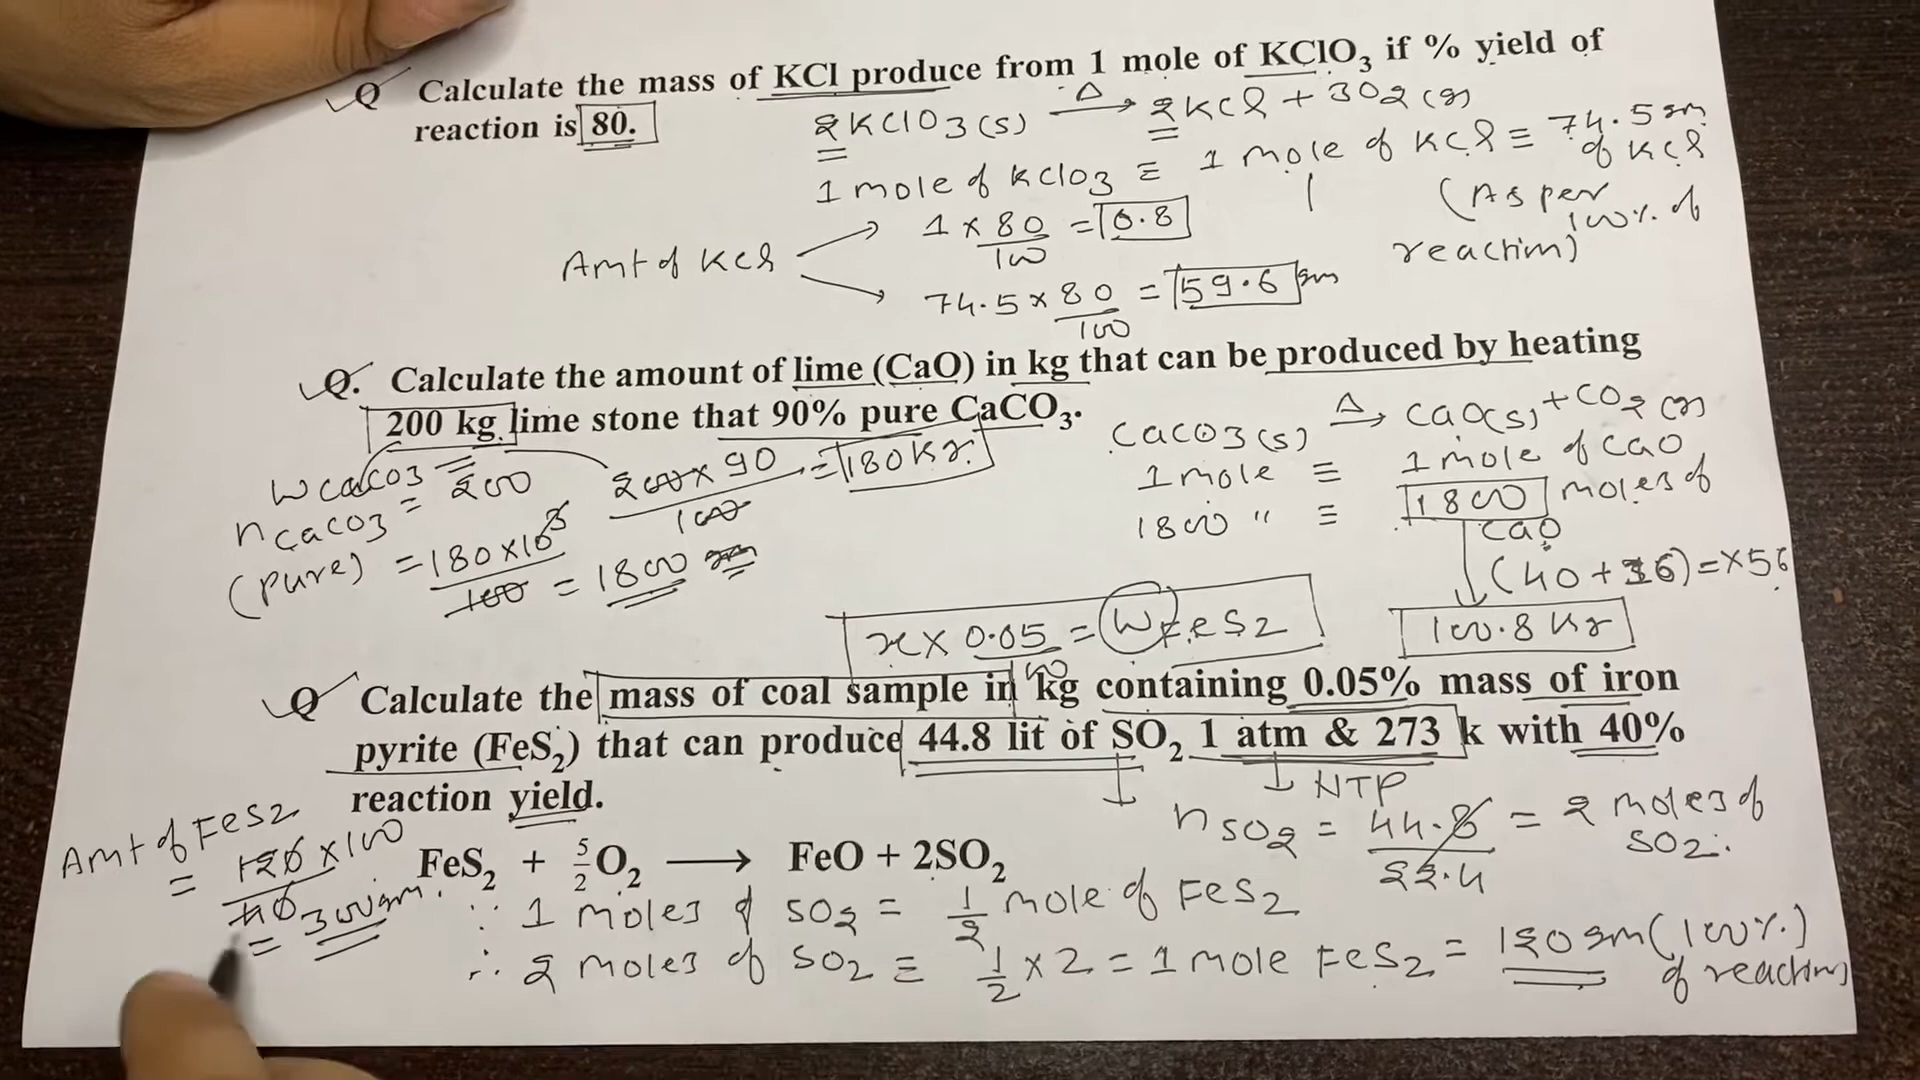 Q Calculate the mass of KCl produce from 1 mole of KClO₃ if % yield of
reaction is 80.
2KClO3(s) Δ→ 2KCl + 3O2(g)
1 mole of KClO3 ≡ 1 mole of KCl ≡ 74.5 gm of KCl
(As per 100% of reaction)
Amt of KCl
1 × 80/100 = 0.8
74.5 × 80/100 = 59.6 gm
Q. Calculate the amount of lime (CaO) in kg that can be produced by heating
200 kg lime stone that 90% pure CaCO₃.
CaCO3(s) Δ→ CaO(s) + CO2(g)
1 mole ≡ 1 mole of CaO
1800 " ≡ 1800 moles of CaO
(40+16)=×56
100.8 Kg
WCaCO3 = 200
200×90/100 = 180Kg.
nCaCO3 (pure) = 180×10³/100 = 1800
x × 0.05/100 = WFeS2
Q Calculate the mass of coal sample in kg containing 0.05% mass of iron
pyrite (FeS₂) that can produce 44.8 lit of SO₂ 1 atm & 273 k with 40%
reaction yield.
NTP
nSO2 = 44.8/22.4 = 2 moles of SO2.
Amt of FeS2
= 120×100/40
= 300gm.
FeS₂ + 5/2 O₂ ⟶ FeO + 2SO₂
∵ 1 moles of SO2 = 1/2 mole of FeS2
∴ 2 moles of SO2 ≡ 1/2 × 2 = 1 mole FeS2 = 120 gm (100%) of reaction)